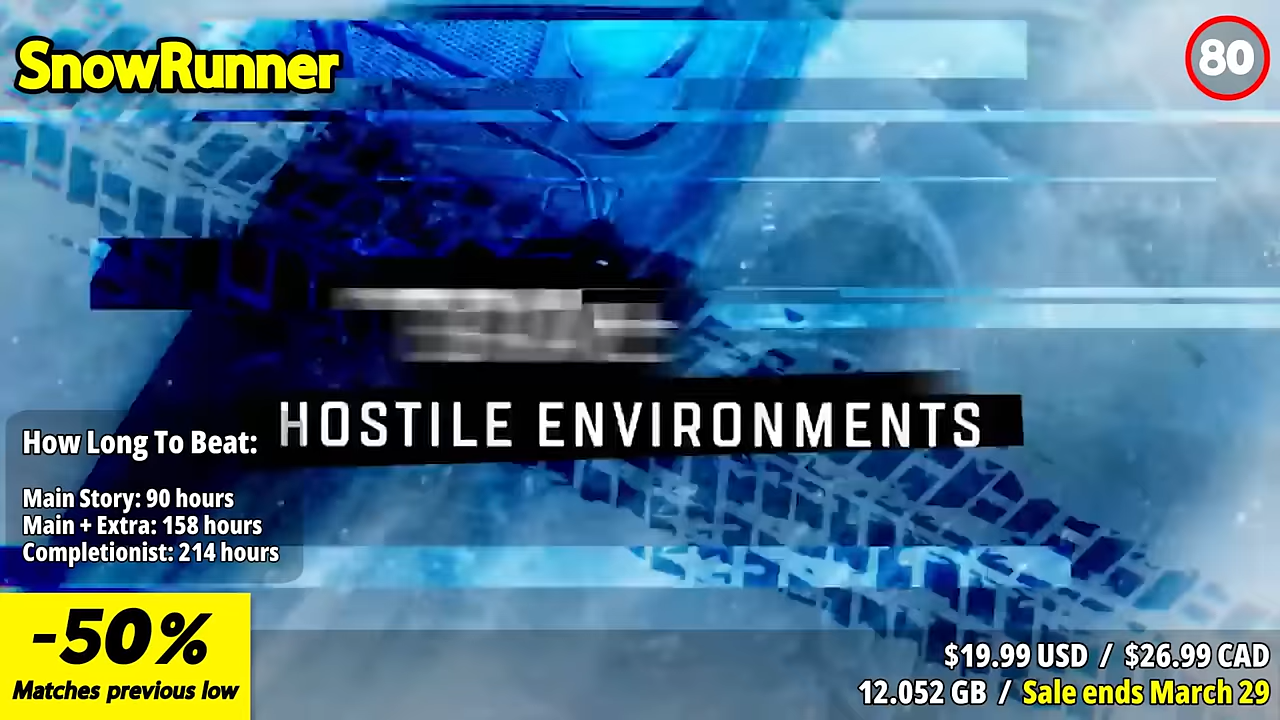 SnowRunner
80
HOSTILE ENVIRONMENTS
How Long To Beat:
Main Story: 90 hours
Main + Extra: 158 hours
Completionist: 214 hours
-50%
Matches previous low
$19.99 USD / $26.99 CAD
12.052 GB / Sale ends March 29